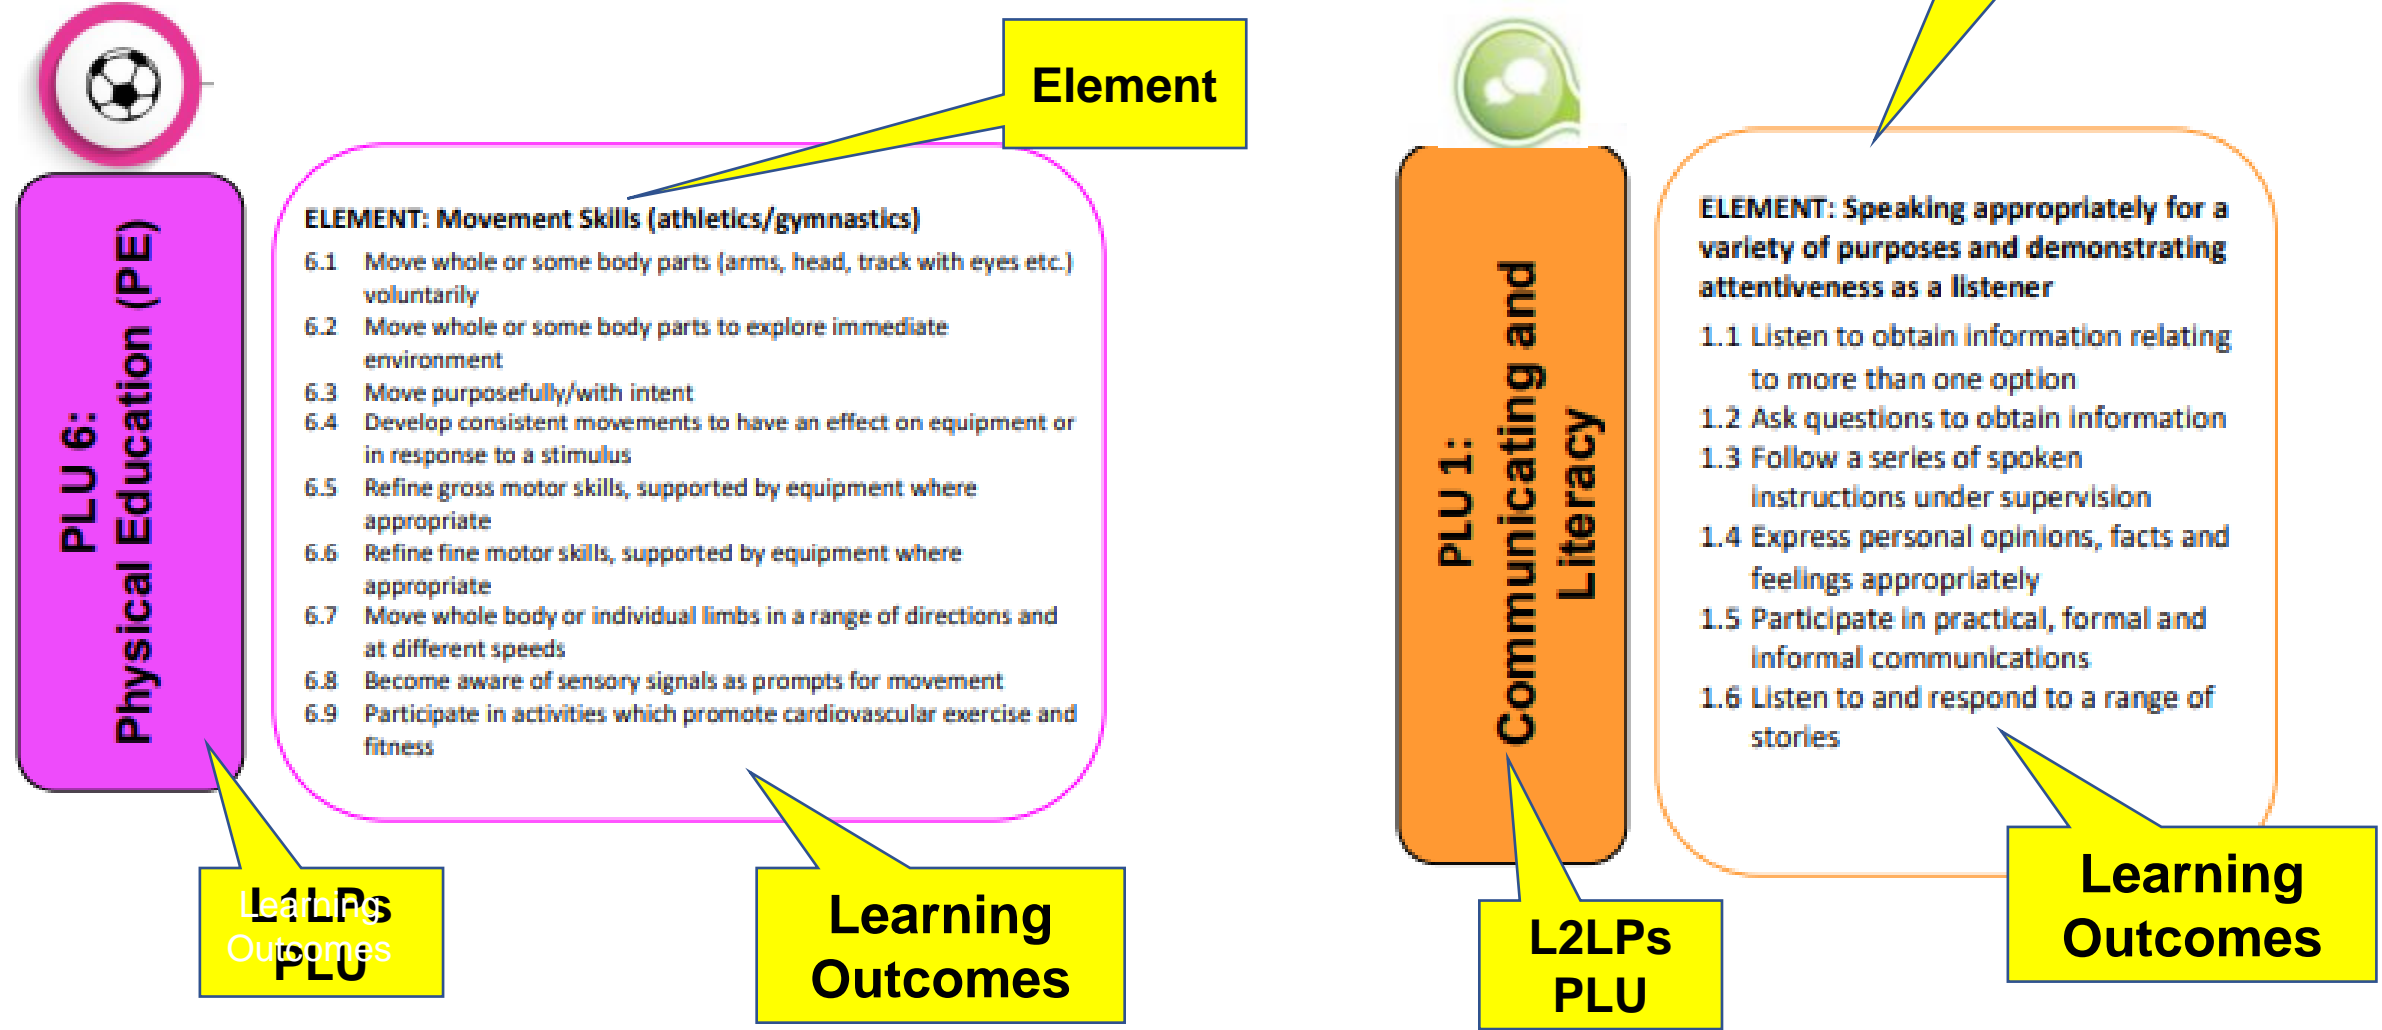 Element
PLU 6:
Physical Education (PE)
ELEMENT: Movement Skills (athletics/gymnastics)
6.1 Move whole or some body parts (arms, head, track with eyes etc.)
voluntarily
6.2 Move whole or some body parts to explore immediate
environment
6.3 Move purposefully/with intent
6.4 Develop consistent movements to have an effect on equipment or
in response to a stimulus
6.5 Refine gross motor skills, supported by equipment where
appropriate
6.6 Refine fine motor skills, supported by equipment where
appropriate
6.7 Move whole body or individual limbs in a range of directions and
at different speeds
6.8 Become aware of sensory signals as prompts for movement
6.9 Participate in activities which promote cardiovascular exercise and
fitness
L1LPs
PLU
Learning
Outcomes
Learning
Outcomes
PLU 1:
Communicating and
Literacy
ELEMENT: Speaking appropriately for a
variety of purposes and demonstrating
attentiveness as a listener
1.1 Listen to obtain information relating
to more than one option
1.2 Ask questions to obtain information
1.3 Follow a series of spoken
instructions under supervision
1.4 Express personal opinions, facts and
feelings appropriately
1.5 Participate in practical, formal and
informal communications
1.6 Listen to and respond to a range of
stories
L2LPs
PLU
Learning
Outcomes